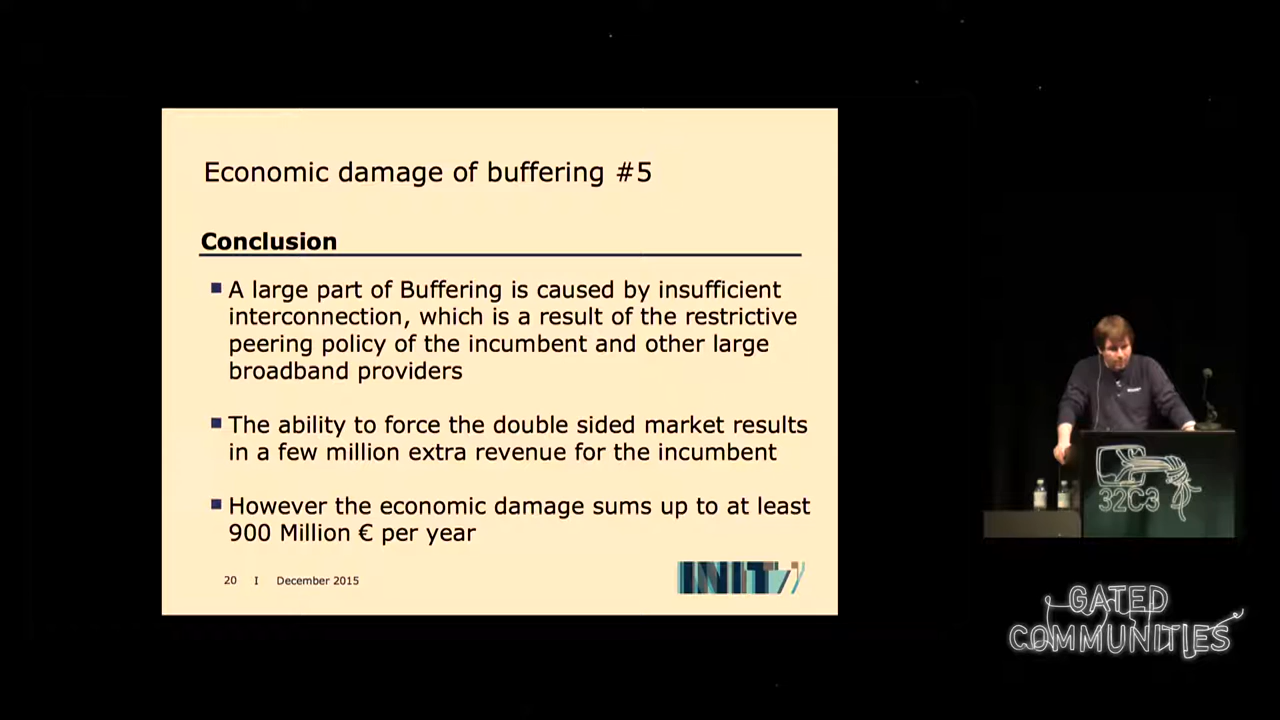 Economic damage of buffering #5
Conclusion
A large part of Buffering is caused by insufficient
interconnection, which is a result of the restrictive
peering policy of the incumbent and other large
broadband providers
The ability to force the double sided market results
in a few million extra revenue for the incumbent
However the economic damage sums up to at least
900 Million € per year
20 I December 2015
INIT7
32C3
GATED
COMMUNITIES